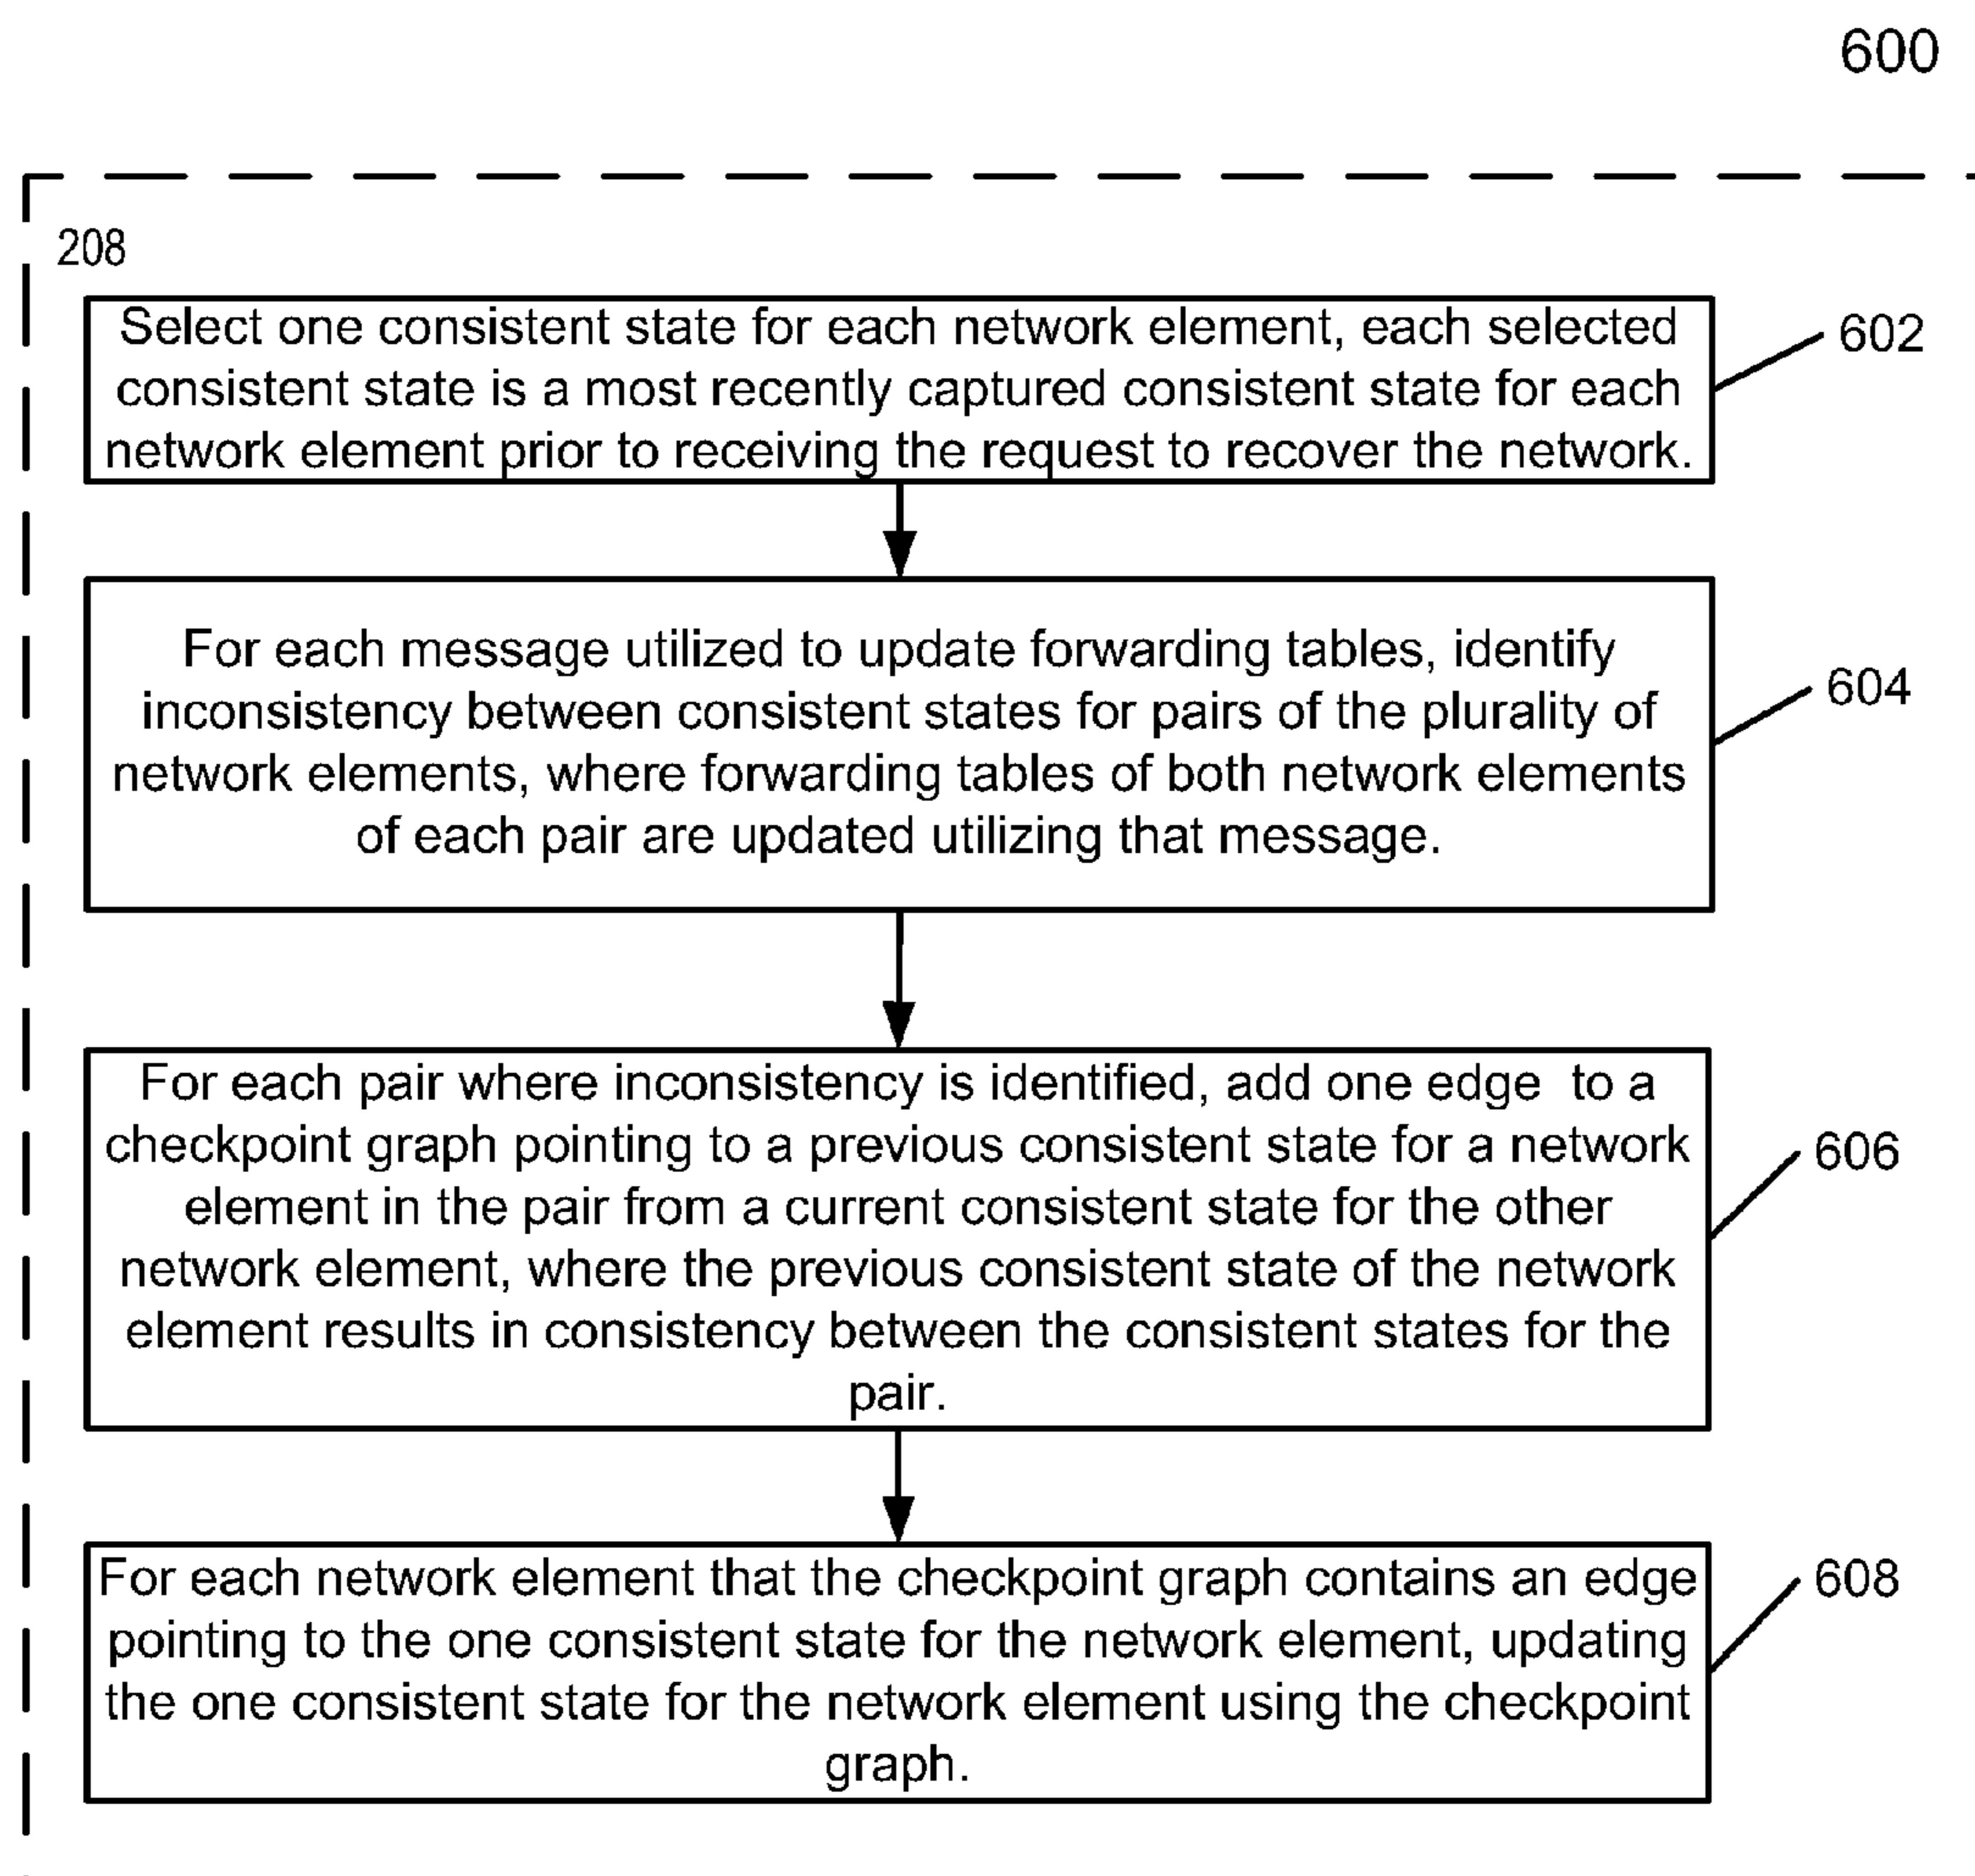 600
208
Select one consistent state for each network element, each selected
consistent state is a most recently captured consistent state for each
network element prior to receiving the request to recover the network.
602
For each message utilized to update forwarding tables, identify
inconsistency between consistent states for pairs of the plurality of
network elements, where forwarding tables of both network elements
of each pair are updated utilizing that message.
604
For each pair where inconsistency is identified, add one edge to a
checkpoint graph pointing to a previous consistent state for a network
element in the pair from a current consistent state for the other
network element, where the previous consistent state of the network
element results in consistency between the consistent states for the
pair.
606
For each network element that the checkpoint graph contains an edge
pointing to the one consistent state for the network element, updating
the one consistent state for the network element using the checkpoint
graph.
608